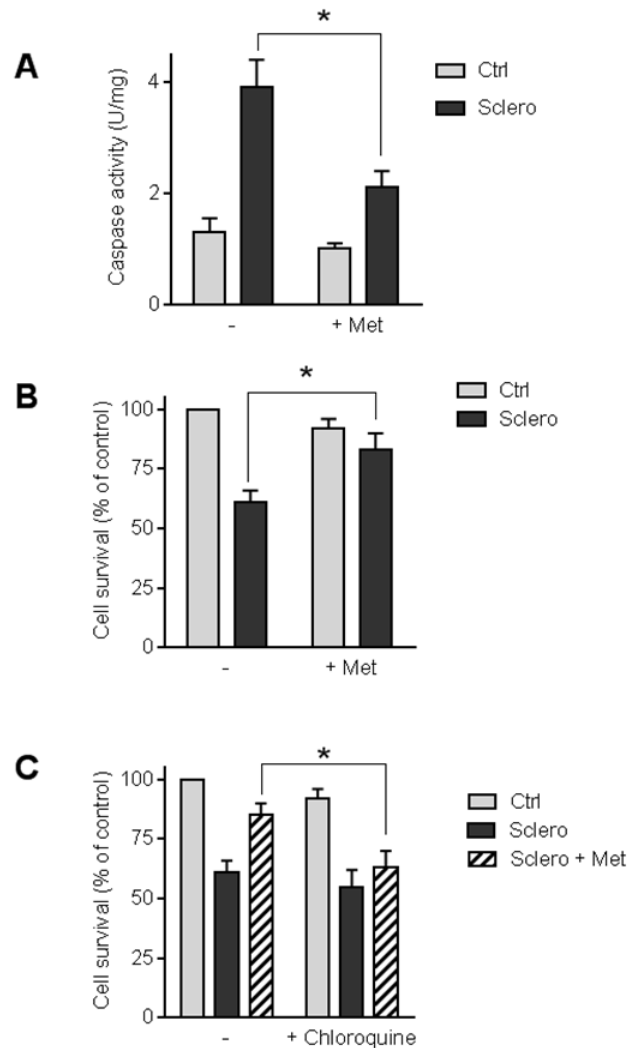 A
*
Caspase activity (U/mg)
4
2
0
-
+ Met
Ctrl
Sclero
B
*
Cell survival (% of control)
100
75
50
25
0
-
+ Met
Ctrl
Sclero
C
*
Cell survival (% of control)
100
75
50
25
0
-
+ Chloroquine
Ctrl
Sclero
Sclero + Met